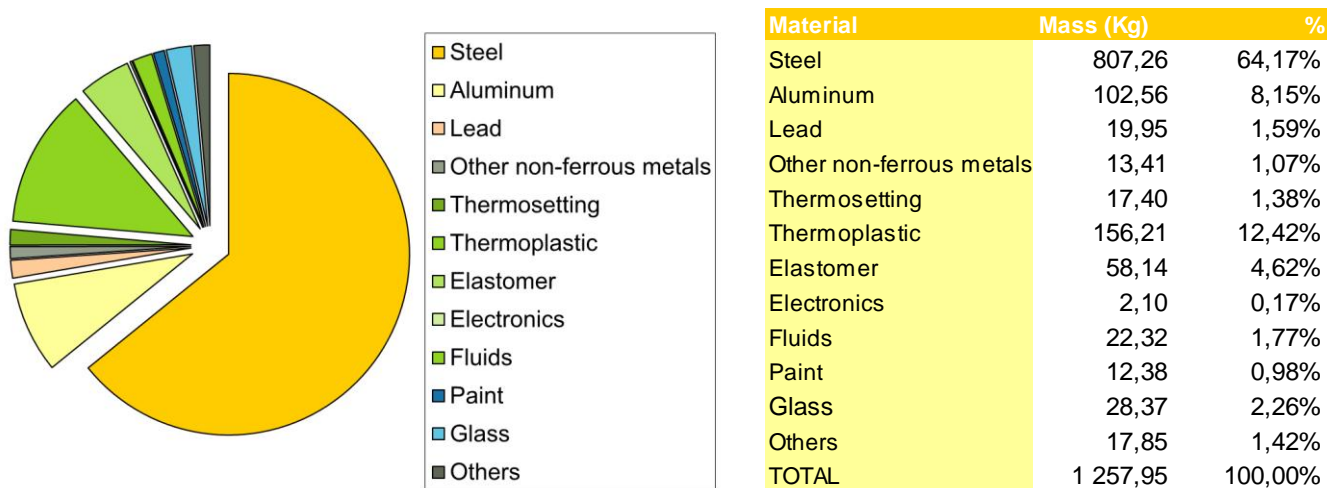 Steel
Aluminum
Lead
Other non-ferrous metals
Thermosetting
Thermoplastic
Elastomer
Electronics
Fluids
Paint
Glass
Others
Material Mass (Kg) %
Steel 807,26 64,17%
Aluminum 102,56 8,15%
Lead 19,95 1,59%
Other non-ferrous metals 13,41 1,07%
Thermosetting 17,40 1,38%
Thermoplastic 156,21 12,42%
Elastomer 58,14 4,62%
Electronics 2,10 0,17%
Fluids 22,32 1,77%
Paint 12,38 0,98%
Glass 28,37 2,26%
Others 17,85 1,42%
TOTAL 1 257,95 100,00%